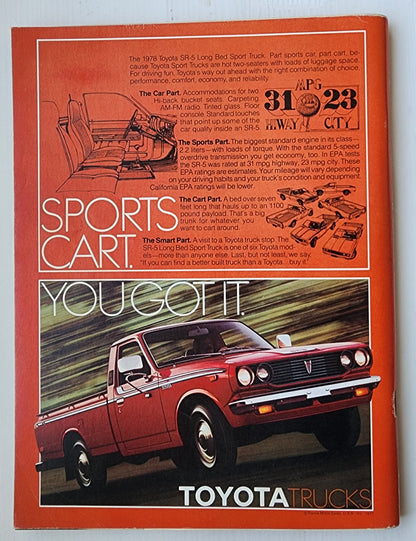 The 1978 Toyota SR-5 Long Bed Sport Truck. Part sports car, part cart, be-
cause Toyota Sport Trucks are hot two-seaters with loads of luggage space.
For driving fun, Toyota's way out ahead with the right combination of choice,
performance, comfort, economy, and reliability.
The Car Part. Accommodations for two
Hi-back bucket seats. Carpeting
AM-FM radio. Tinted glass. Floor
console. Standard touches
that point up some of the
car quality inside an SR-5.
MPG
31 23
HWAY CITY
The Sports Part. The biggest standard engine in its class—
2.2 liters—with loads of torque. With the standard 5-speed
overdrive transmission you get economy, too. In EPA tests
the SR-5 was rated at 31 mpg highway, 23 mpg city. These
EPA ratings are estimates. Your mileage will vary depending
on your driving habits and your truck's condition and equipment.
California EPA ratings will be lower.
The Cart Part. A bed over seven
feet long that hauls up to an 1100
pound payload. That's a big
trunk for whatever you
want to cart around.
The Smart Part. A visit to a Toyota truck stop. The
SR-5 Long Bed Sport Truck is one of six Toyota mod-
els—more than anyone else. Last, but not least, we say,
"If you can find a better built truck than a Toyota...buy it."
SPORTS
CART.
YOU GOT IT.
TOYOTA TRUCKS